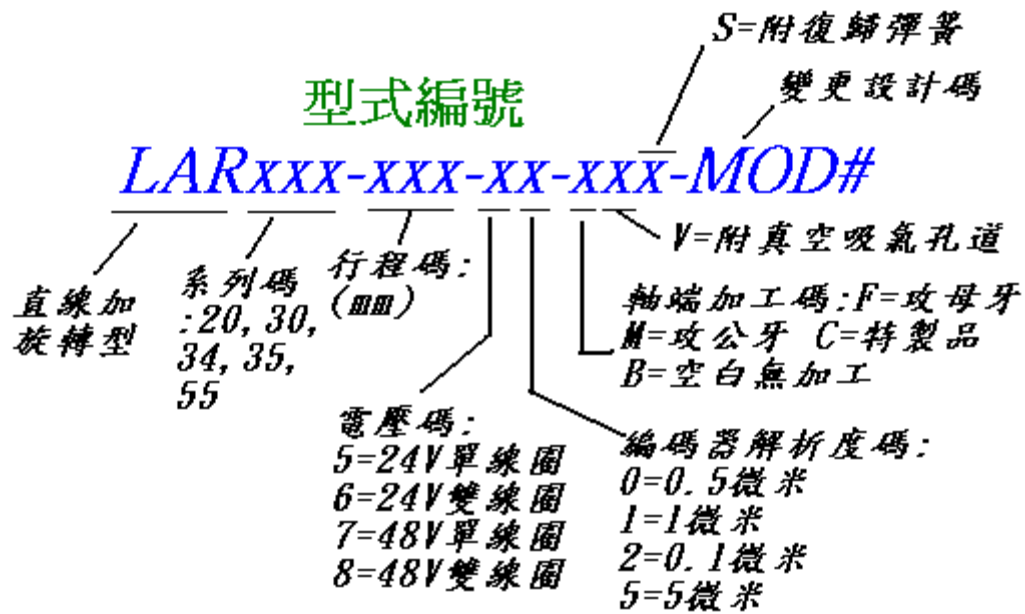 S=附復歸彈簧
變更設計碼
型式編號
LARxxx-xxx-xx-xxx-MOD#
V=附真空吸氣孔道
直線加
旋轉型
系列碼
:20,30,
34,35,
55
行程碼:
(mm)
軸端加工碼:F=攻母牙
M=攻公牙 C=特製品
B=空白無加工
電壓碼:
5=24V單線圈
6=24V雙線圈
7=48V單線圈
8=48V雙線圈
編碼器解析度碼:
0=0.5微米
1=1微米
2=0.1微米
5=5微米